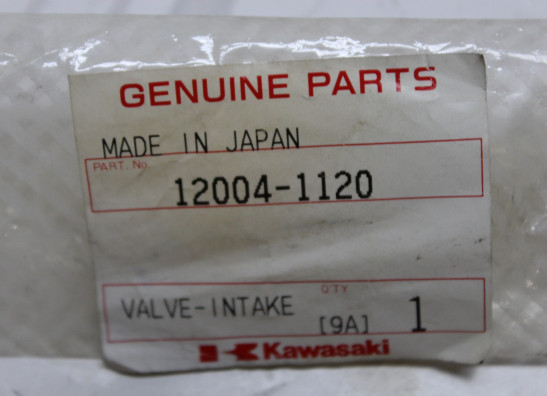 GENUINE PARTS
MADE IN JAPAN
PART. No.
12004-1120
QTY
VALVE-INTAKE [9A] 1
Kawasaki